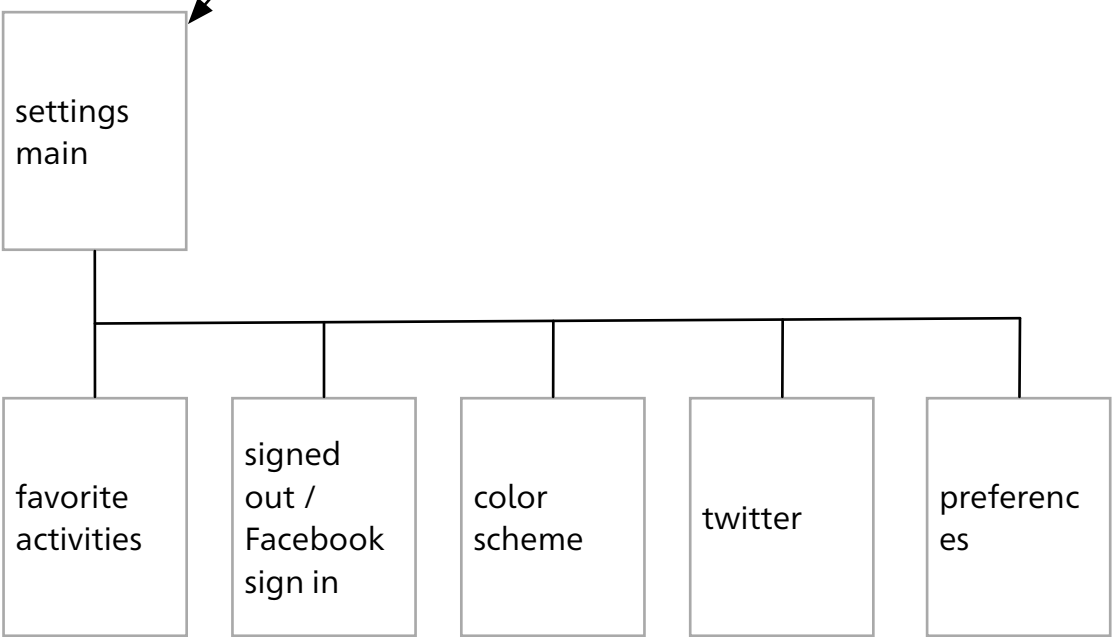 settings
main
favorite
activities
signed
out /
Facebook
sign in
color
scheme
twitter
preferenc
es